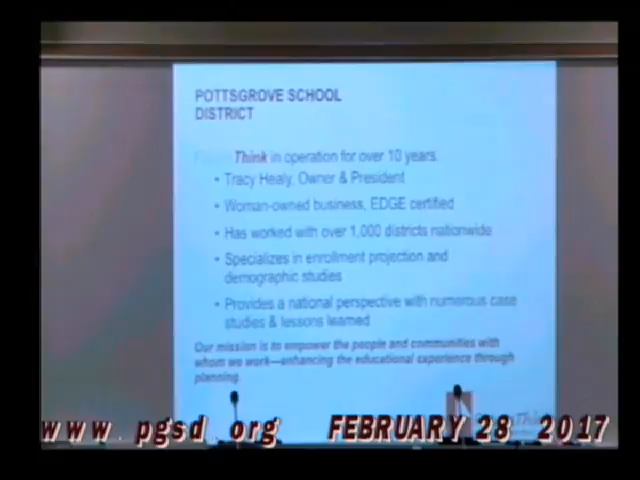 POTTSGROVE SCHOOL
DISTRICT
Think in operation for over 10 years.
• Tracy Healy, Owner & President
• Woman-owned business, EDGE certified
• Has worked with over 1,000 districts nationwide
• Specializes in enrollment projection and
demographic studies
• Provides a national perspective with numerous case
studies & lessons learned
Our mission is to empower the people and communities with
whom we work—enhancing the educational experience through
planning.
www.pgsd.org FEBRUARY 28 2017